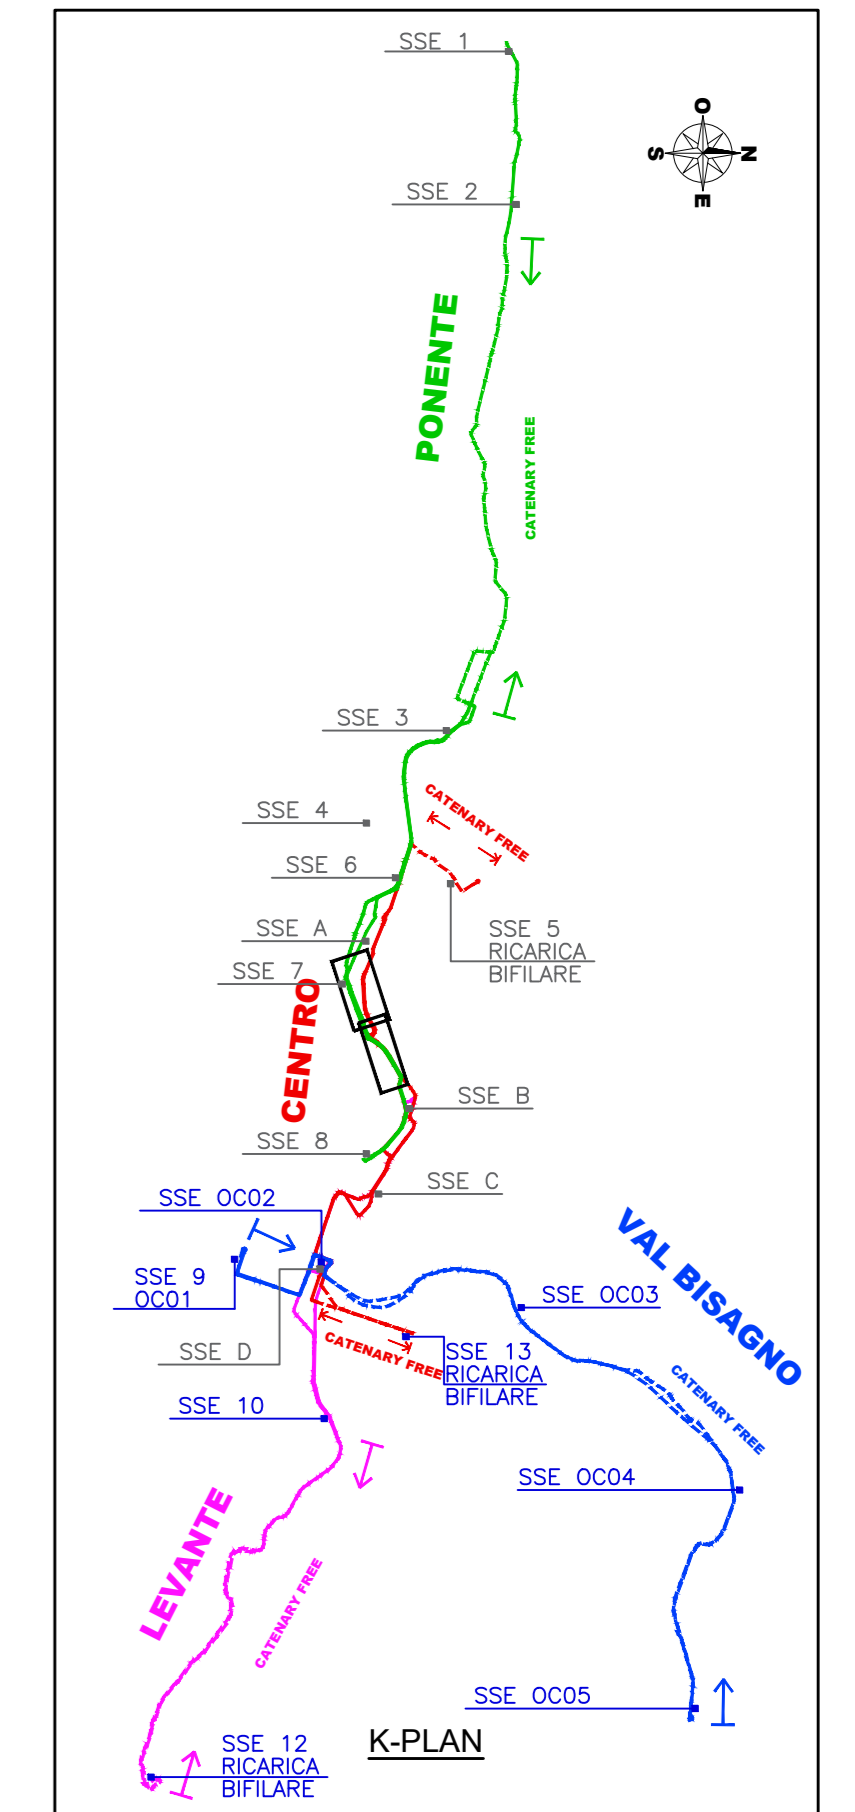 SSE 1
O
S
N
E
SSE 2
PONENTE
CATENARY FREE
SSE 3
CATENARY FREE
SSE 4
SSE 6
SSE A
SSE 5
RICARICA
BIFILARE
SSE 7
CENTRO
SSE B
SSE 8
SSE C
SSE OC02
VAL BISAGNO
SSE 9
OC01
SSE OC03
SSE D
CATENARY FREE
SSE 13
RICARICA
BIFILARE
CATENARY FREE
SSE 10
SSE OC04
LEVANTE
CATENARY FREE
SSE OC05
K-PLAN
SSE 12
RICARICA
BIFILARE